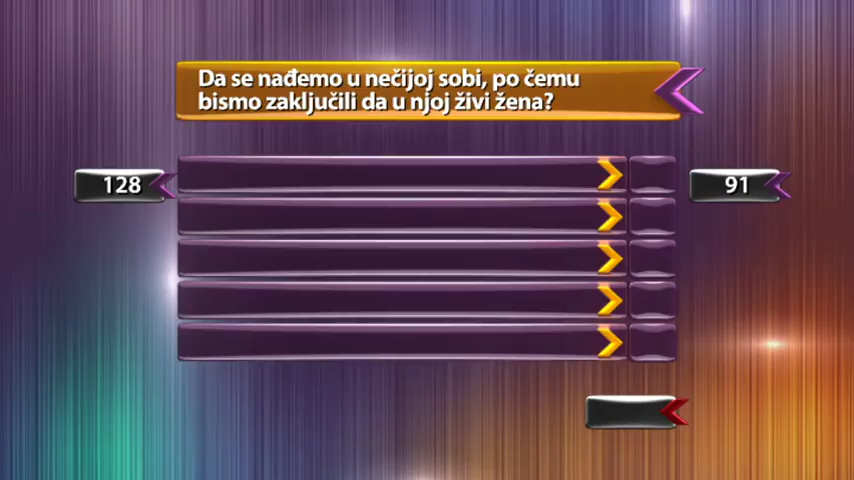 Da se nađemo u nečijoj sobi, po čemu
bismo zaključili da u njoj živi žena?
128
91